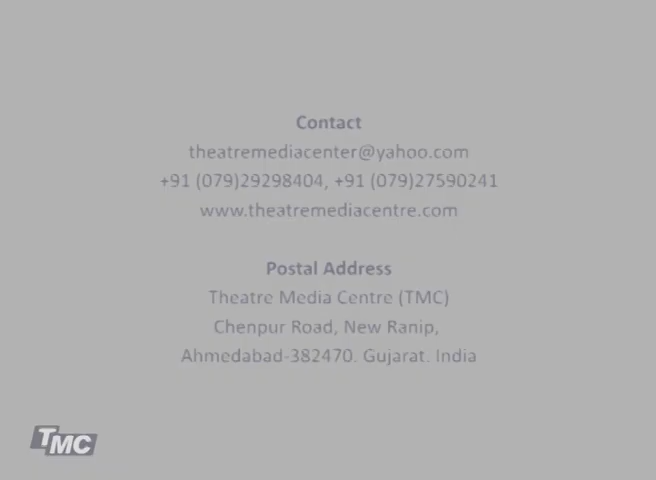 Contact
theatremediacenter@yahoo.com
+91 (079)29298404, +91 (079)27590241
www.theatremediacentre.com
Postal Address
Theatre Media Centre (TMC)
Chenpur Road, New Ranip,
Ahmedabad-382470. Gujarat. India
TMC